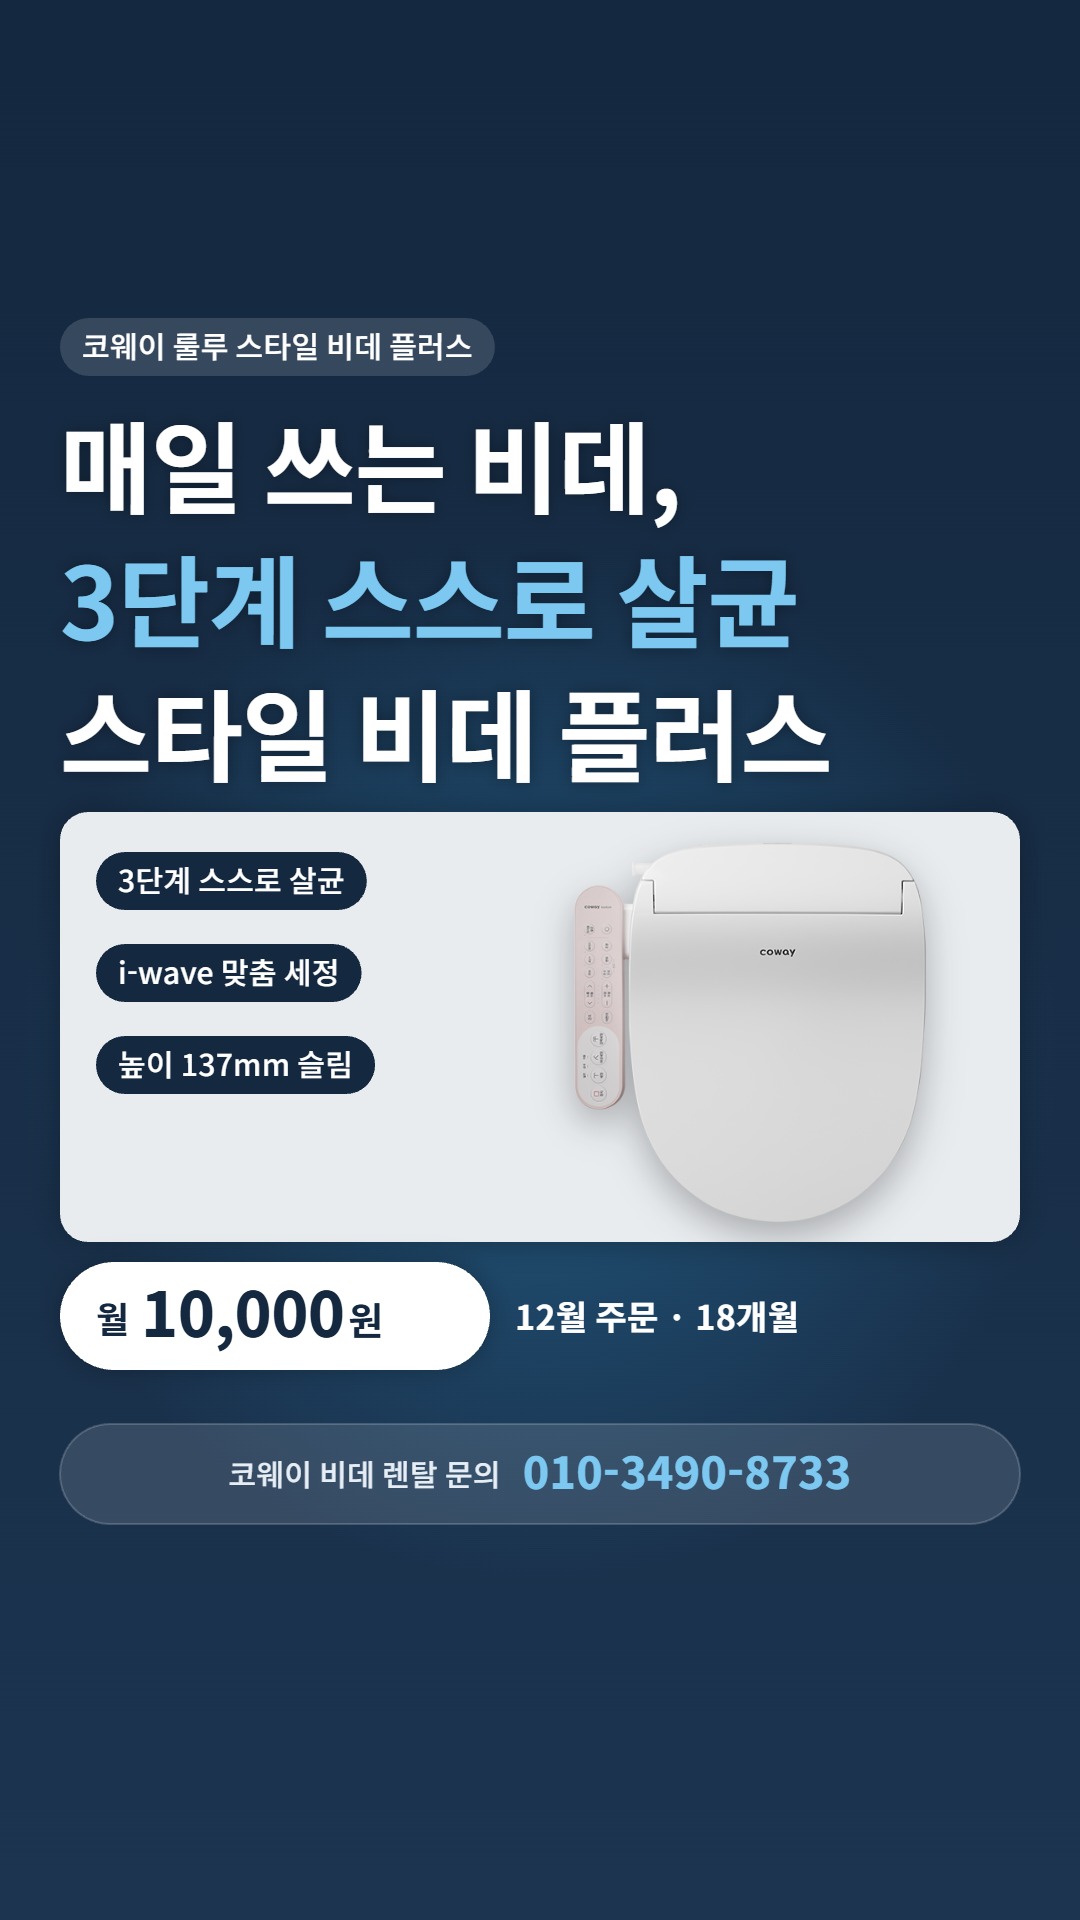 코웨이 룰루 스타일 비데 플러스
매일 쓰는 비데,
3단계 스스로 살균
스타일 비데 플러스
3단계 스스로 살균
i-wave 맞춤 세정
높이 137mm 슬림
coway
coway
월 10,000원
12월 주문 · 18개월
코웨이 비데 렌탈 문의 010-3490-8733